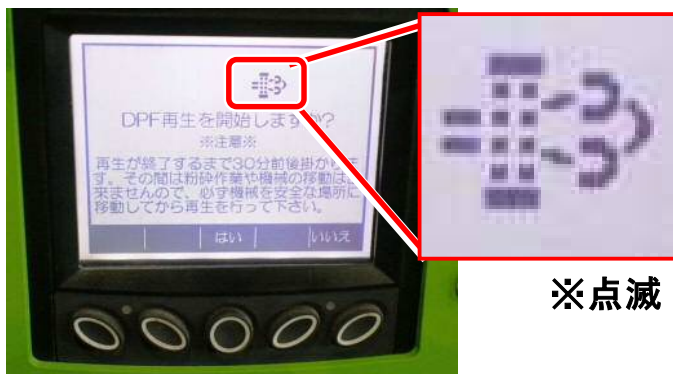 DPF再生を開始しますか?
※注意※
再生が終了するまで30分前後掛かりま
す。その間は粉砕作業や機械の移動は出
来ませんので、必ず機械を安全な場所に
移動してから再生を行って下さい。
はい いいえ
※点滅